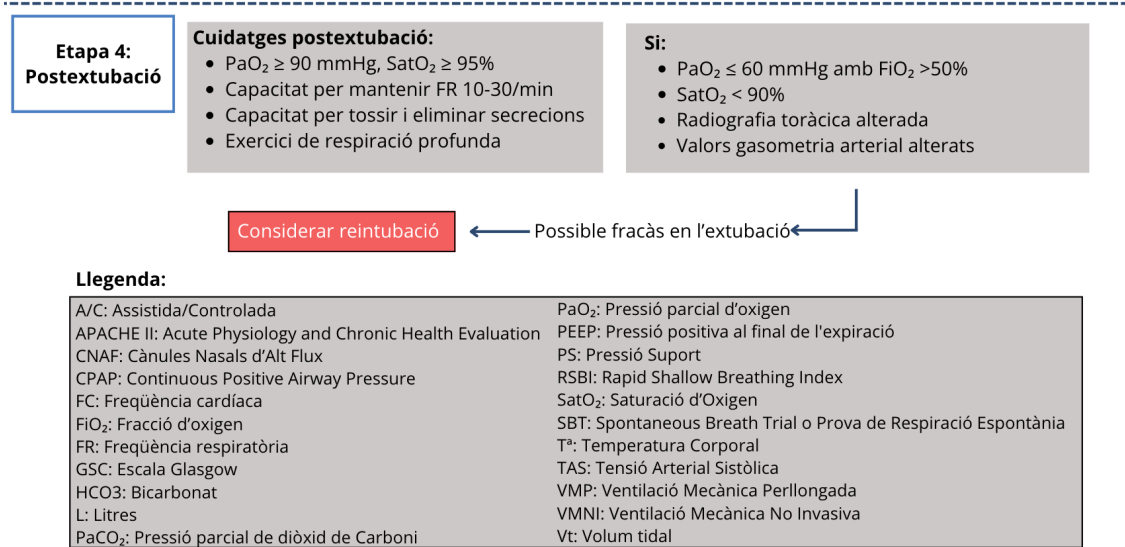 Etapa 4:
Postextubació
Cuidatges postextubació:
• PaO₂ ≥ 90 mmHg, SatO₂ ≥ 95%
• Capacitat per mantenir FR 10-30/min
• Capacitat per tossir i eliminar secrecions
• Exercici de respiració profunda
Si:
• PaO₂ ≤ 60 mmHg amb FiO₂ >50%
• SatO₂ < 90%
• Radiografia toràcica alterada
• Valors gasometria arterial alterats
Considerar reintubació
Possible fracàs en l’extubació
Llegenda:
A/C: Assistida/Controlada
APACHE II: Acute Physiology and Chronic Health Evaluation
CNAF: Cànules Nasals d’Alt Flux
CPAP: Continuous Positive Airway Pressure
FC: Freqüència cardíaca
FiO₂: Fracció d’oxigen
FR: Freqüència respiratòria
GSC: Escala Glasgow
HCO3: Bicarbonat
L: Litres
PaCO₂: Pressió parcial de diòxid de Carboni
PaO₂: Pressió parcial d’oxigen
PEEP: Pressió positiva al final de l'expiració
PS: Pressió Suport
RSBI: Rapid Shallow Breathing Index
SatO₂: Saturació d’Oxigen
SBT: Spontaneous Breath Trial o Prova de Respiració Espontània
Tª: Temperatura Corporal
TAS: Tensió Arterial Sistòlica
VMP: Ventilació Mecànica Perllongada
VMNI: Ventilació Mecànica No Invasiva
Vt: Volum tidal